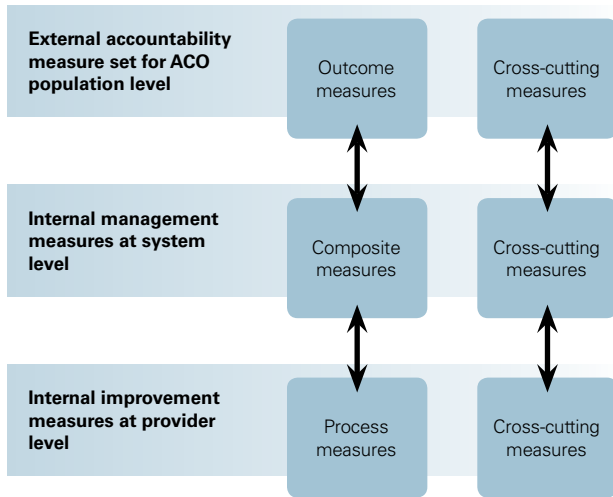 External accountability
measure set for ACO
population level
Outcome
measures
Cross-cutting
measures
Internal management
measures at system
level
Composite
measures
Cross-cutting
measures
Internal improvement
measures at provider
level
Process
measures
Cross-cutting
measures